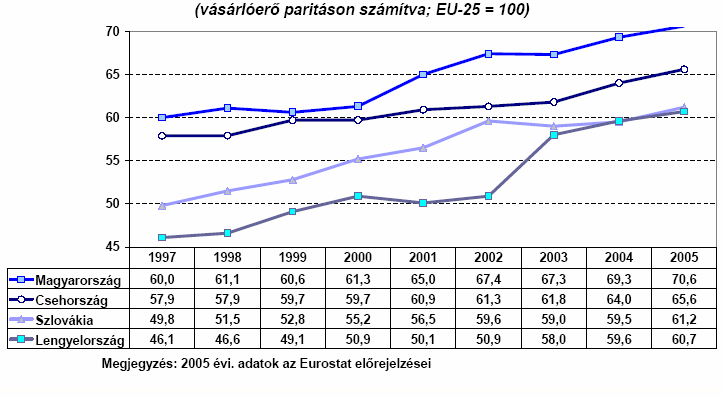 (vásárlóerő paritáson számítva; EU-25 = 100)
70
65
60
55
50
45
1997 1998 1999 2000 2001 2002 2003 2004 2005
Magyarország 60,0 61,1 60,6 61,3 65,0 67,4 67,3 69,3 70,6
Csehország 57,9 57,9 59,7 59,7 60,9 61,3 61,8 64,0 65,6
Szlovákia 49,8 51,5 52,8 55,2 56,5 59,6 59,0 59,5 61,2
Lengyelország 46,1 46,6 49,1 50,9 50,1 50,9 58,0 59,6 60,7
Megjegyzés: 2005 évi. adatok az Eurostat előrejelzései